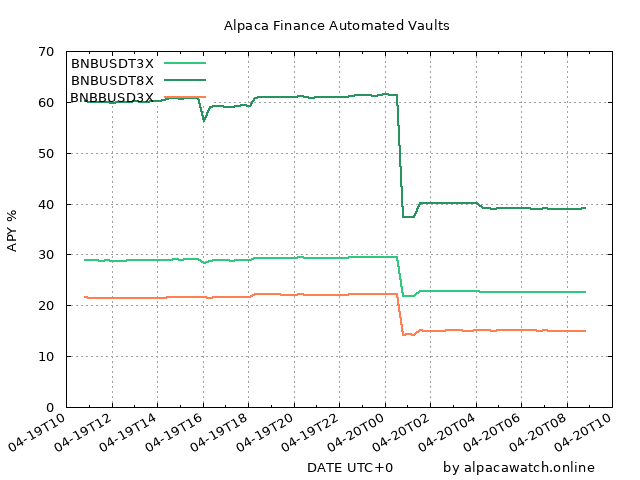 Alpaca Finance Automated Vaults
70
60
50
40
30
20
10
0
APY %
BNBUSDT3X
BNBUSDT8X
BNBBUSD3X
04-19T10
04-19T12
04-19T14
04-19T16
04-19T18
04-19T20
04-19T22
04-20T00
04-20T02
04-20T04
04-20T06
04-20T08
04-20T10
DATE UTC+0
by alpacawatch.online